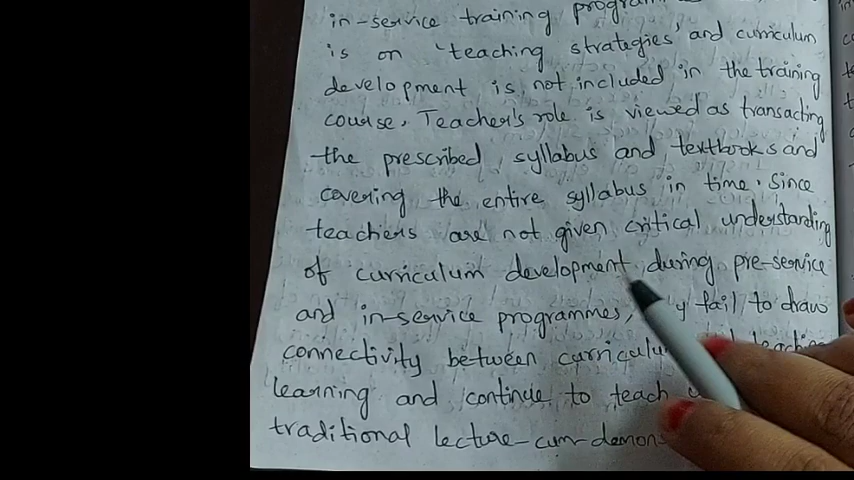 in-service training
is on 'teaching strategies' and curriculum
development is not included in the training
course. Teacher's role is viewed as transacting
the prescribed syllabus and textbooks and
covering the entire syllabus in time. Since
teachers are not given critical understanding
of curriculum development during pre-service
and in-service programmes, fail to draw
connectivity between
learning and continue to teach
traditional lecture-cum-